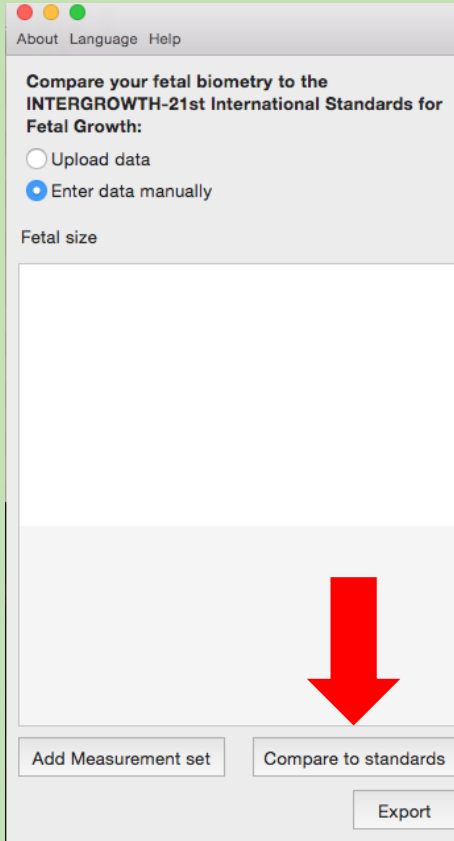 About Language Help
Compare your fetal biometry to the
INTERGROWTH-21st International Standards for
Fetal Growth:
Upload data
Enter data manually
Fetal size
Add Measurement set Compare to standards
Export